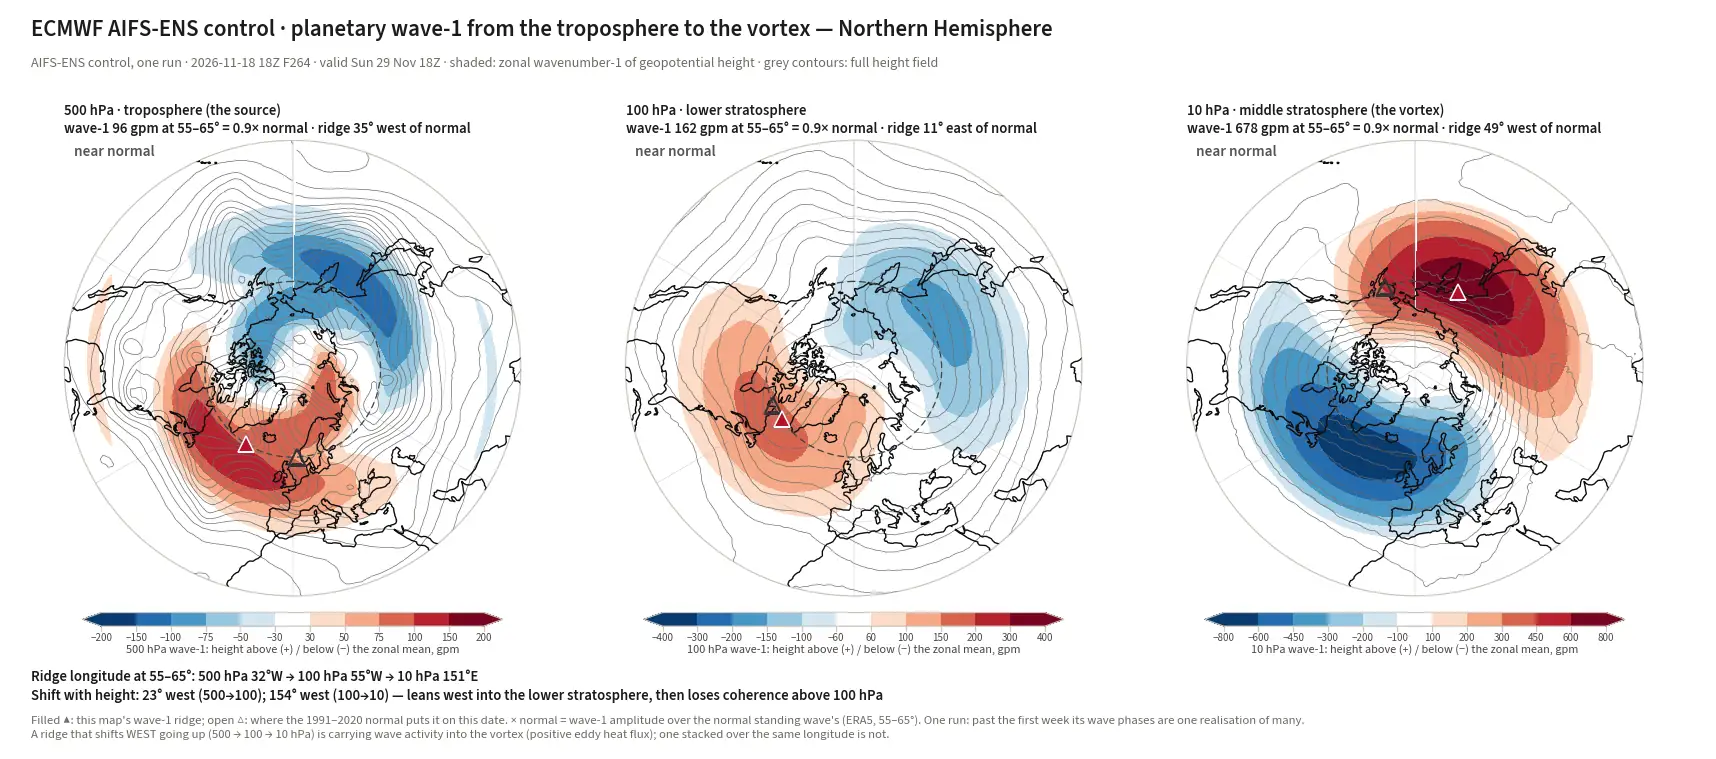 ECMWF AIFS-ENS control · planetary wave-1 from the troposphere to the vortex — Northern Hemisphere
AIFS-ENS control, one run · 2026-11-18 18Z F264 · valid Sun 29 Nov 18Z · shaded: zonal wavenumber-1 of geopotential height · grey contours: full height field
500 hPa · troposphere (the source)
wave-1 96 gpm at 55–65° = 0.9× normal · ridge 35° west of normal
near normal
100 hPa · lower stratosphere
wave-1 162 gpm at 55–65° = 0.9× normal · ridge 11° east of normal
near normal
10 hPa · middle stratosphere (the vortex)
wave-1 678 gpm at 55–65° = 0.9× normal · ridge 49° west of normal
near normal
−200 −150 −100 −75 −50 −30 30 50 75 100 150 200
500 hPa wave-1: height above (+) / below (−) the zonal mean, gpm
−400 −300 −200 −150 −100 −60 60 100 150 200 300 400
100 hPa wave-1: height above (+) / below (−) the zonal mean, gpm
−800 −600 −450 −300 −200 −100 100 200 300 450 600 800
10 hPa wave-1: height above (+) / below (−) the zonal mean, gpm
Ridge longitude at 55–65°: 500 hPa 32°W → 100 hPa 55°W → 10 hPa 151°E
Shift with height: 23° west (500→100); 154° west (100→10) — leans west into the lower stratosphere, then loses coherence above 100 hPa
Filled ▲: this map's wave-1 ridge; open △: where the 1991–2020 normal puts it on this date. × normal = wave-1 amplitude over the normal standing wave's (ERA5, 55–65°). One run: past the first week its wave phases are one realisation of many.
A ridge that shifts WEST going up (500 → 100 → 10 hPa) is carrying wave activity into the vortex (positive eddy heat flux); one stacked over the same longitude is not.